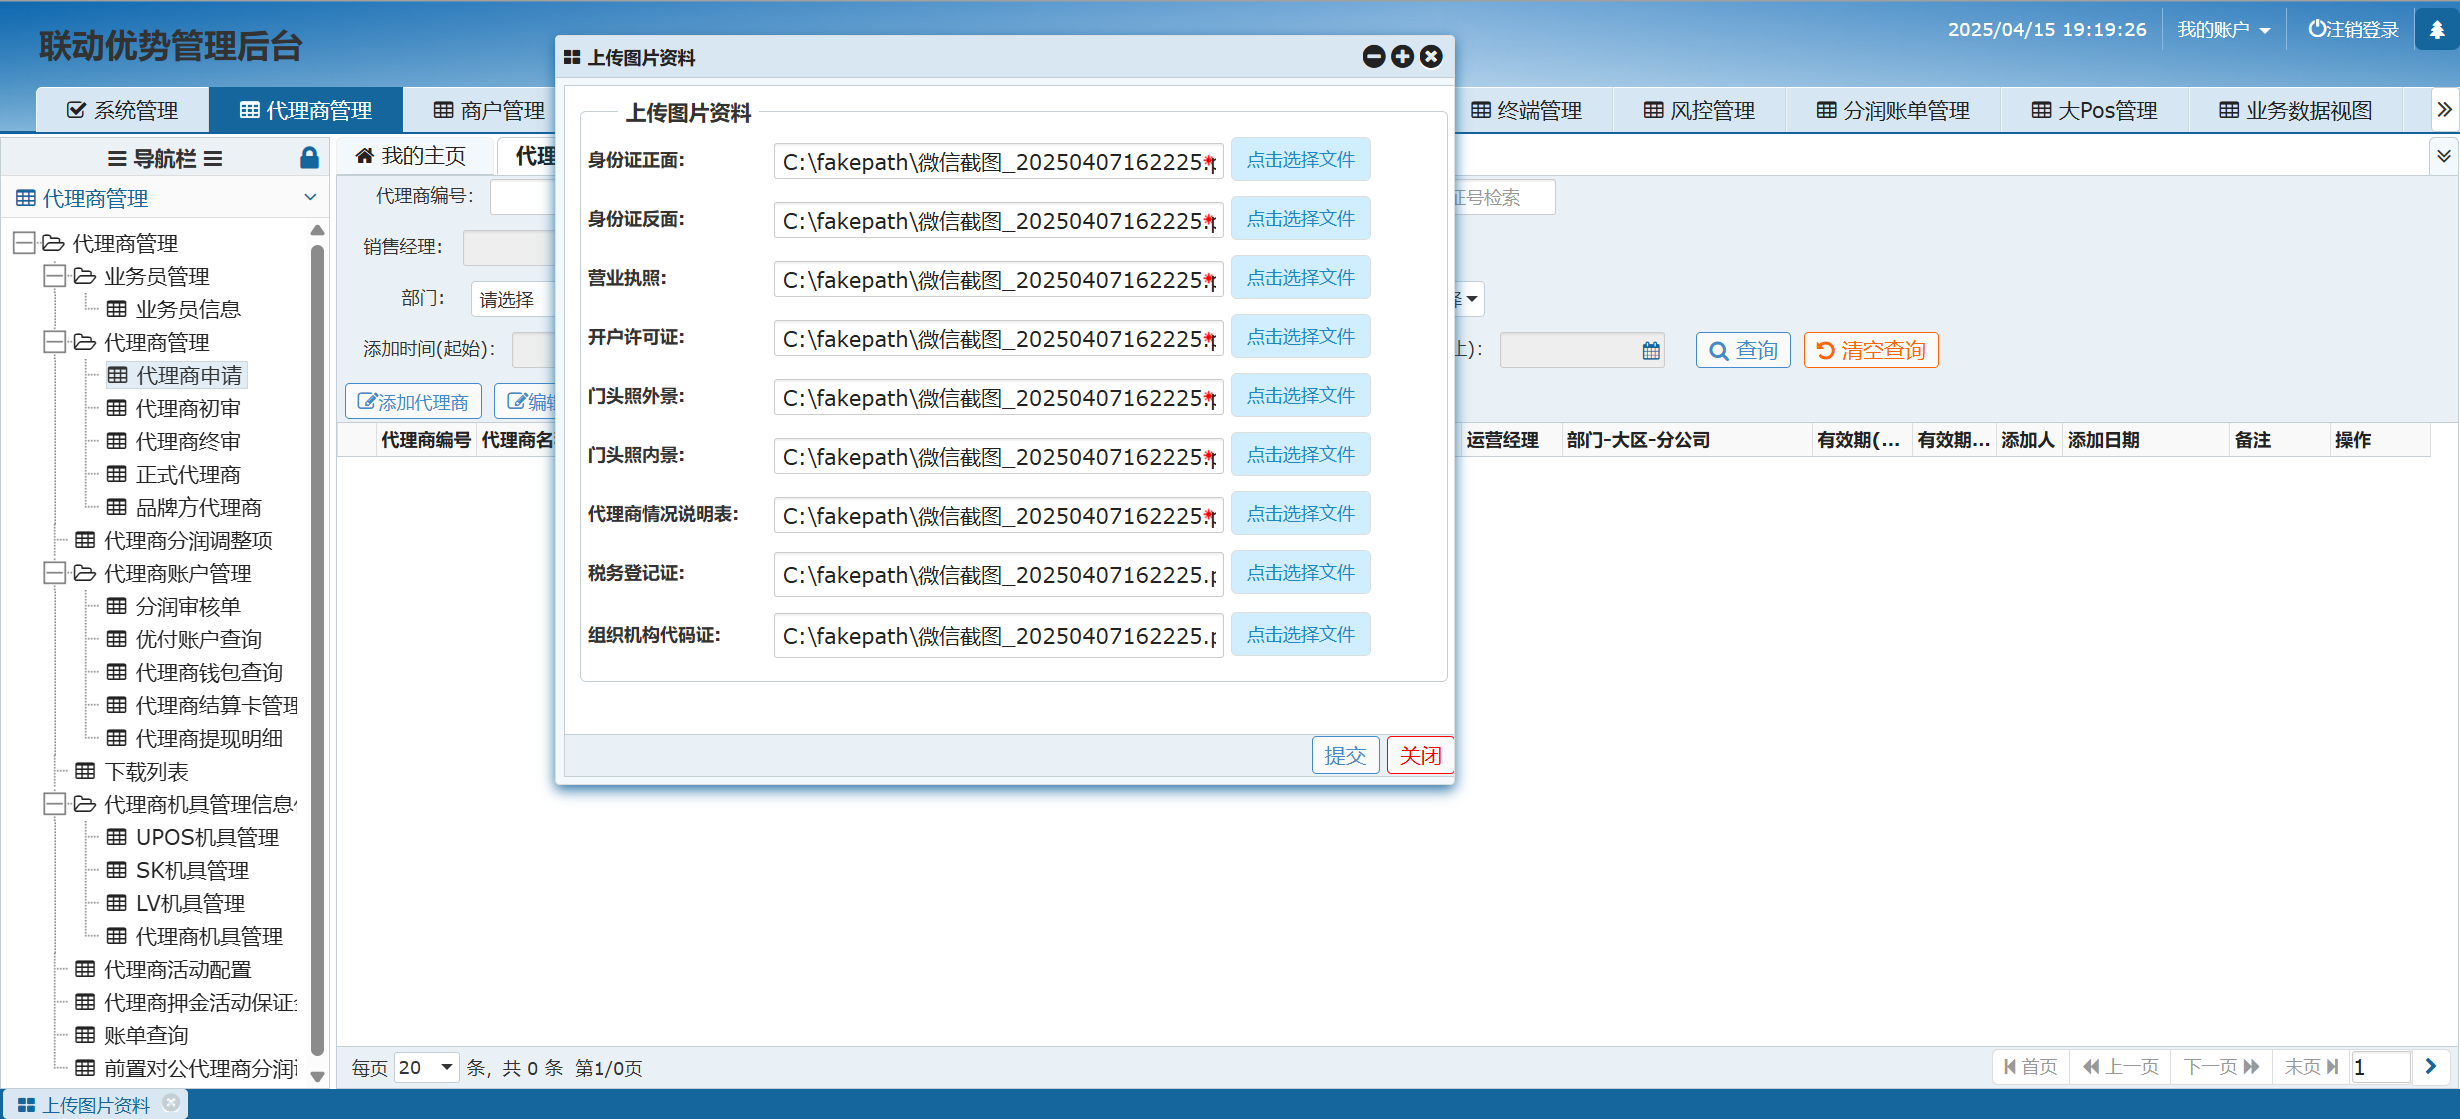 联动优势管理后台
2025/04/15 19:19:26 我的账户 注销登录
系统管理 代理商管理 商户管理 终端管理 风控管理 分润账单管理 大Pos管理 业务数据视图
导航栏
代理商管理
代理商管理
业务员管理
业务员信息
代理商管理
代理商申请
代理商初审
代理商终审
正式代理商
品牌方代理商
代理商分润调整项
代理商账户管理
分润审核单
优付账户查询
代理商钱包查询
代理商结算卡管理
代理商提现明细
下载列表
代理商机具管理信息
UPOS机具管理
SK机具管理
LV机具管理
代理商机具管理
代理商活动配置
代理商押金活动保证
账单查询
前置对公代理商分润
我的主页 代理
代理商编号: 证号检索
销售经理:
部门: 请选择
添加时间(起始): 止): 查询 清空查询
添加代理商 编辑
代理商编号 代理商名 运营经理 部门-大区-分公司 有效期(... 有效期... 添加人 添加日期 备注 操作
上传图片资料
上传图片资料
身份证正面: C:\fakepath\微信截图_20250407162225.p 点击选择文件
身份证反面: C:\fakepath\微信截图_20250407162225.p 点击选择文件
营业执照: C:\fakepath\微信截图_20250407162225.p 点击选择文件
开户许可证: C:\fakepath\微信截图_20250407162225.p 点击选择文件
门头照外景: C:\fakepath\微信截图_20250407162225.p 点击选择文件
门头照内景: C:\fakepath\微信截图_20250407162225.p 点击选择文件
代理商情况说明表: C:\fakepath\微信截图_20250407162225.p 点击选择文件
税务登记证: C:\fakepath\微信截图_20250407162225.p 点击选择文件
组织机构代码证: C:\fakepath\微信截图_20250407162225.p 点击选择文件
提交 关闭
每页 20 条, 共 0 条 第1/0页 首页 上一页 下一页 末页 1
上传图片资料